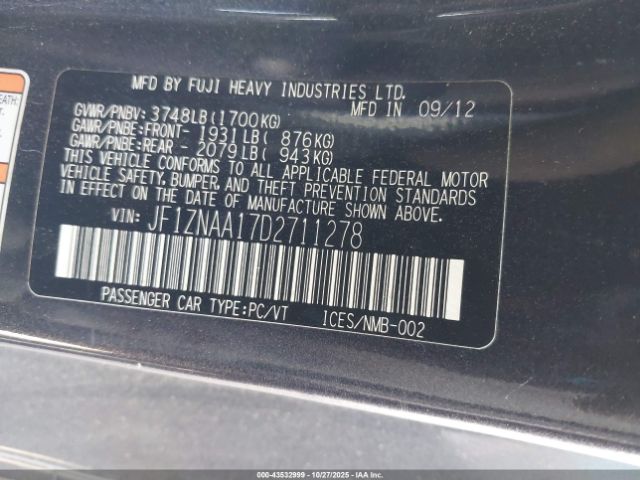 EATH:
MFD BY FUJI HEAVY INDUSTRIES LTD.
MFD IN 09/12
GVWR/PNBV: 3748LB(1700KG)
GAWR/PNBE:FRONT- 1931LB( 876KG)
GAWR/PNBE:REAR - 2079LB( 943KG)
THIS VEHICLE CONFORMS TO ALL APPLICABLE FEDERAL MOTOR
VEHICLE SAFETY, BUMPER, AND THEFT PREVENTION STANDARDS
IN EFFECT ON THE DATE OF MANUFACTURE SHOWN ABOVE.
VIN: JF1ZNAA17D2711278
PASSENGER CAR TYPE:PC/VT ICES/NMB-002
000-43532999 | 10/27/2025 - IAAI.COM